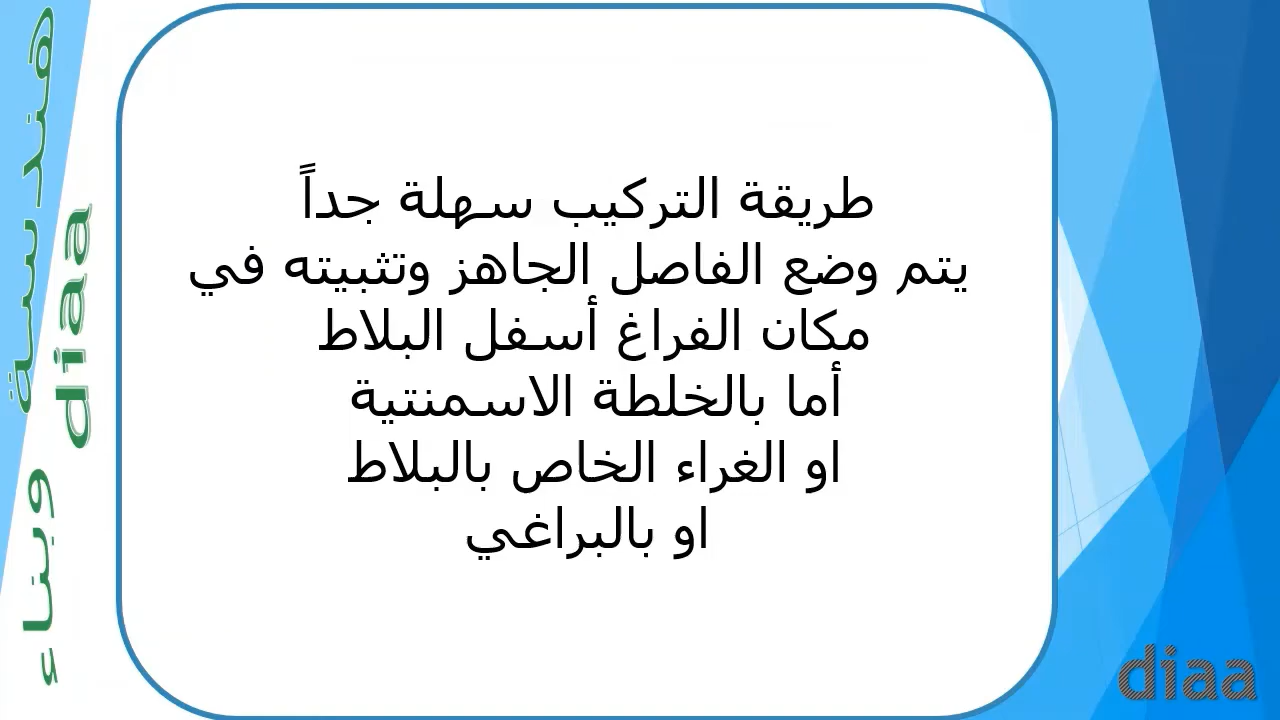 طريقة التركيب سهلة جداً
يتم وضع الفاصل الجاهز وتثبيته في
مكان الفراغ أسفل البلاط
أما بالخلطة الاسمنتية
او الغراء الخاص بالبلاط
او بالبراغي
هندسة وبناء
diaa
diaa